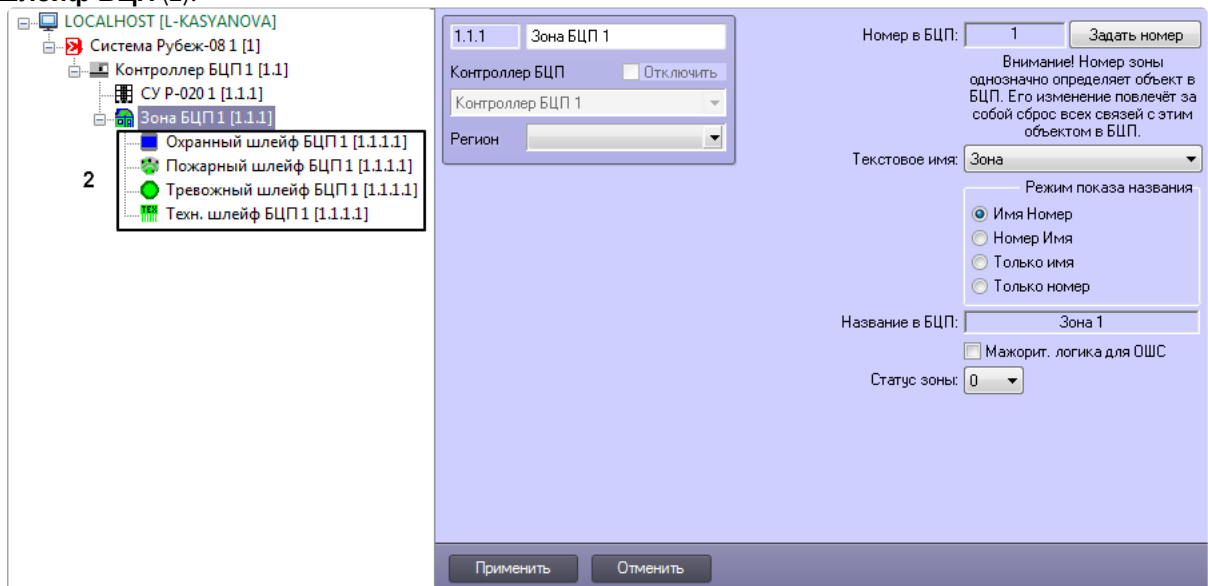 шлейф БЦП (2).
LOCALHOST [L-KASYANOVA]
Система Рубеж-08 1 [1]
Контроллер БЦП 1 [1.1]
СУ Р-020 1 [1.1.1]
Зона БЦП 1 [1.1.1]
Охранный шлейф БЦП 1 [1.1.1.1]
Пожарный шлейф БЦП 1 [1.1.1.1]
2
Тревожный шлейф БЦП 1 [1.1.1.1]
Техн. шлейф БЦП 1 [1.1.1.1]
1.1.1 Зона БЦП 1
Контроллер БЦП Отключить
Контроллер БЦП 1
Регион
Номер в БЦП: 1 Задать номер
Внимание! Номер зоны
однозначно определяет объект в
БЦП. Его изменение повлечёт за
собой сброс всех связей с этим
объектом в БЦП.
Текстовое имя: Зона
Режим показа названия
Имя Номер
Номер Имя
Только имя
Только номер
Название в БЦП: Зона 1
Мажорит. логика для ОШС
Статус зоны: 0
Применить Отменить